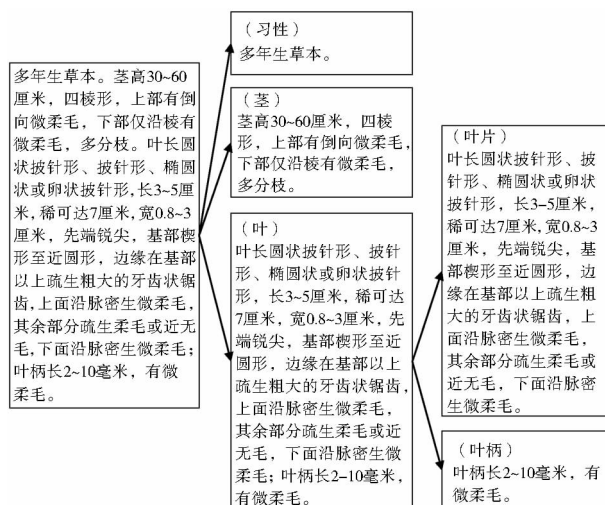 多年生草本。茎高30~60
厘米，四棱形，上部有倒
向微柔毛，下部仅沿棱有
微柔毛，多分枝。叶长圆
状披针形、披针形、椭圆
状或卵状披针形，长3~5厘
米，稀可达7厘米，宽0.8~3
厘米，先端锐尖，基部楔
形至近圆形，边缘在基部
以上疏生粗大的牙齿状锯
齿，上面沿脉密生微柔毛，
其余部分疏生柔毛或近无
毛，下面沿脉密生微柔毛；
叶柄长2~10毫米，有微
柔毛。
（习性）
多年生草本。
（茎）
茎高30~60厘米，四棱
形，上部有倒向微柔毛，
下部仅沿棱有微柔毛，
多分枝。
（叶）
叶长圆状披针形、披针
形、椭圆状或卵状披针
形，长3~5厘米，稀可达
7厘米，宽0.8~3厘米，先
端锐尖，基部楔形至近
圆形，边缘在基部以上
疏生粗大的牙齿状锯齿，
上面沿脉密生微柔毛，
其余部分疏生柔毛或近
无毛，下面沿脉密生微
柔毛；叶柄长2-10毫米，
有微柔毛。
（叶片）
叶长圆状披针形、披
针形、椭圆状或卵状
披针形，长3-5厘米，
稀可达7厘米，宽0.8~3
厘米，先端锐尖，基
部楔形至近圆形，边
缘在基部以上疏生粗
大的牙齿状锯齿，上
面沿脉密生微柔毛，
其余部分疏生柔毛或
近无毛，下面沿脉密
生微柔毛。
（叶柄）
叶柄长2~10毫米，有
微柔毛。